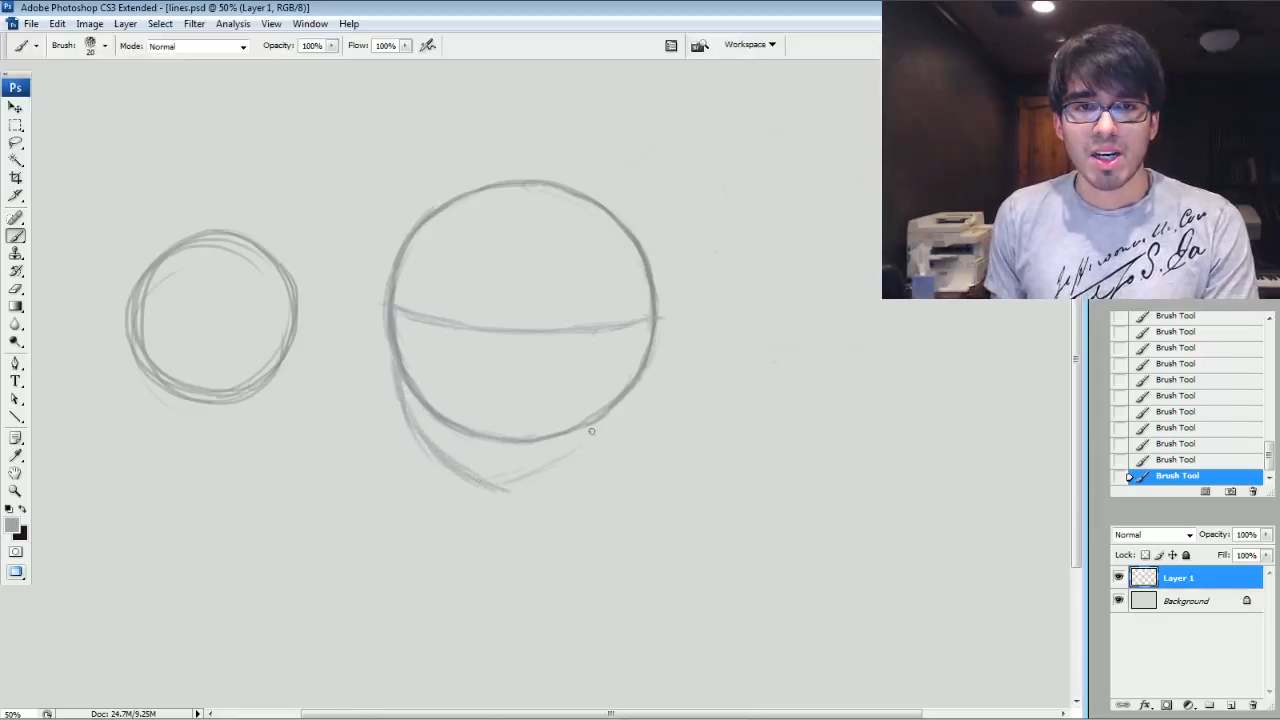 Adobe Photoshop CS3 Extended - [lines.psd @ 50% (Layer 1, RGB/8)]
File Edit Image Layer Select Filter Analysis View Window Help
Brush: 20 Mode: Normal Opacity: 100% Flow: 100% Workspace
Ps
Brush Tool
Brush Tool
Brush Tool
Brush Tool
Brush Tool
Brush Tool
Brush Tool
Brush Tool
Brush Tool
Brush Tool
Brush Tool
Normal Opacity: 100%
Lock: Fill: 100%
Layer 1
Background
50% Doc: 24.7M/9.25M